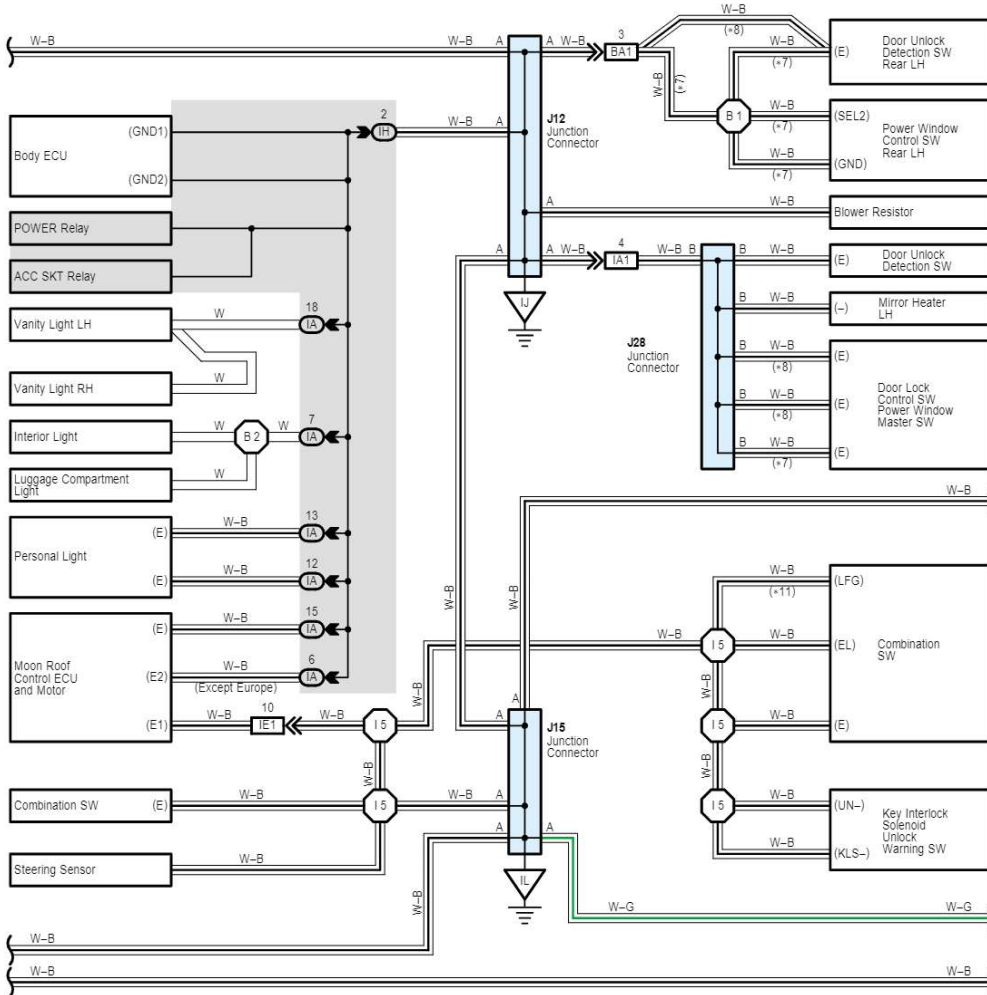 W–B
W–B A
A W–B
3
BA1
W–B
(*8)
W–B
(*7)
W–B
(*7)
(E)
Door Unlock
Detection SW
Rear LH
Body ECU
(GND1)
(GND2)
2
IH
W–B
A
J12
Junction
Connector
B 1
W–B
(*7)
(SEL2)
W–B
(*7)
(GND)
Power Window
Control SW
Rear LH
POWER Relay
A
W–B
Blower Resistor
ACC SKT Relay
A
A W–B
4
IA1
W–B B
B
W–B
(E)
Door Unlock
Detection SW
Vanity Light LH
W
18
IA
IJ
B
W–B
(–)
Mirror Heater
LH
J28
Junction
Connector
Vanity Light RH
W
B
W–B
(*8)
(E)
B
W–B
(*8)
(E)
B
W–B
(*7)
(E)
Door Lock
Control SW
Power Window
Master SW
Interior Light
W
B 2
W
7
IA
Luggage Compartment
Light
W
W–B
Personal Light
(E)
W–B
13
IA
(E)
W–B
12
IA
W–B
W–B
W–B
(*11)
(LFG)
Moon Roof
Control ECU
and Motor
(E)
W–B
15
IA
(E2)
W–B
(Except Europe)
6
IA
(E1)
W–B
10
IE1
W–B
I 5
W–B
W–B
I 5
W–B
(EL)
Combination
SW
W–B
I 5
W–B
(E)
A
A
J15
Junction
Connector
W–B
W–B
Combination SW
(E)
W–B
I 5
W–B
A
I 5
W–B
(UN–)
Key Interlock
Solenoid
Unlock
Warning SW
W–B
(KLS–)
Steering Sensor
W–B
A
A
IL
W–B
W–G
W–G
W–B
W–B
W–B